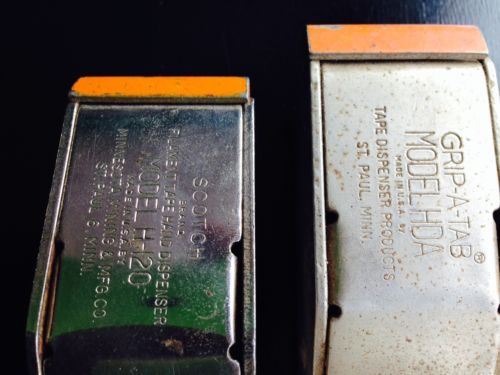 SCOTCH
BRAND
FILAMENT TAPE HAND DISPENSER
MODEL H-120
MADE IN U.S.A. BY
MINNESOTA MINING & MFG. CO.
ST. PAUL 6 MINN.
GRIP-A-TAB®
MODEL HDA
MADE IN U.S.A. BY
TAPE DISPENSER PRODUCTS
ST. PAUL, MINN.